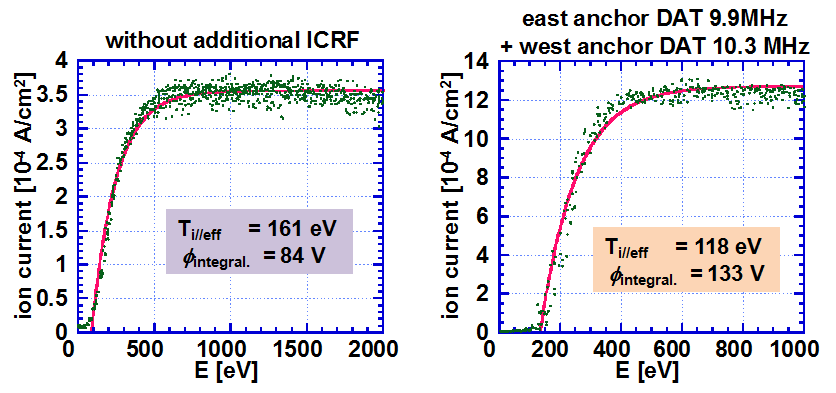 without additional ICRF
ion current [10-4 A/cm2]
4
3.5
3
2.5
2
1.5
1
0.5
0
Ti//eff = 161 eV
ϕintegral. = 84 V
0 500 1000 1500 2000
E [eV]
east anchor DAT 9.9MHz
+ west anchor DAT 10.3 MHz
ion current [10-4 A/cm2]
14
12
10
8
6
4
2
0
Ti//eff = 118 eV
ϕintegral. = 133 V
0 200 400 600 800 1000
E [eV]